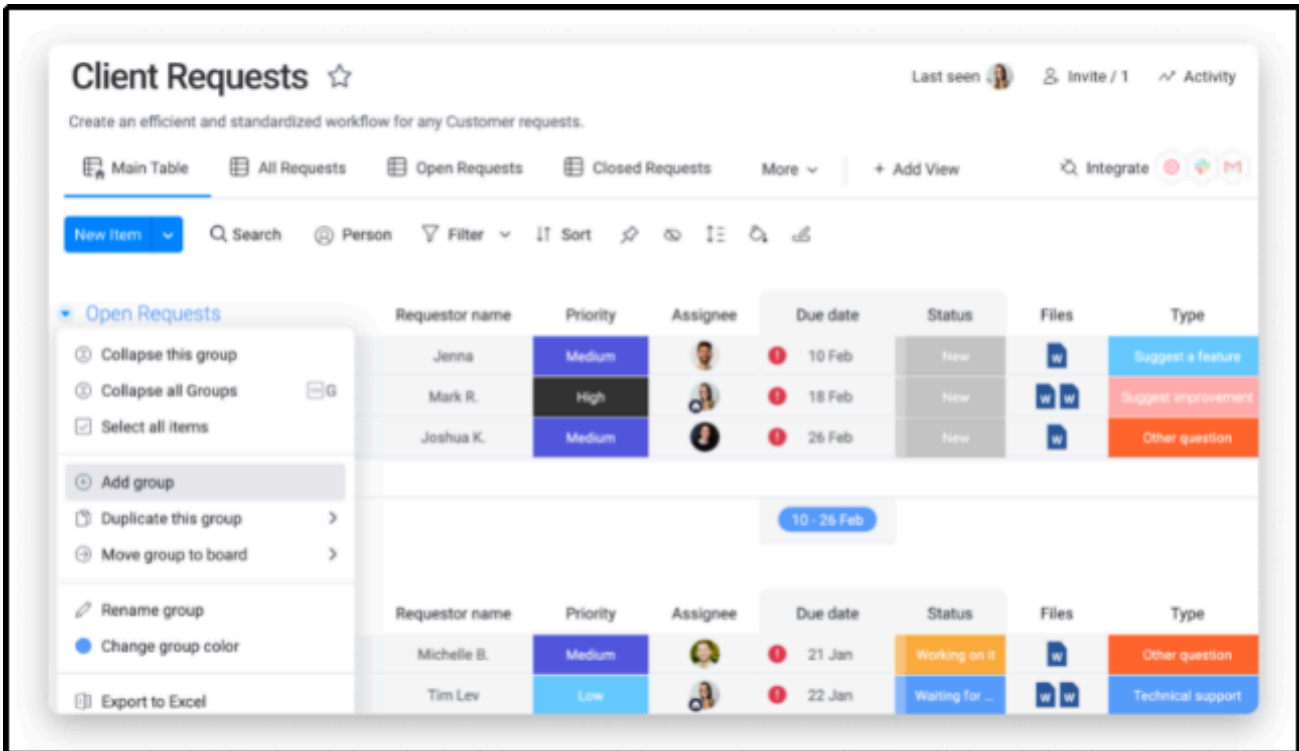 Client Requests
Last seen Invite / 1 Activity
Create an efficient and standardized workflow for any Customer requests.
Main Table All Requests Open Requests Closed Requests More + Add View Integrate
New Item Search Person Filter Sort
Open Requests Requestor name Priority Assignee Due date Status Files Type
Collapse this group Jenna Medium 10 Feb New Suggest a feature
Collapse all Groups G Mark R. High 18 Feb New Suggest improvement
Select all items Joshua K. Medium 26 Feb New Other question
Add group
Duplicate this group 10 - 26 Feb
Move group to board
Rename group Requestor name Priority Assignee Due date Status Files Type
Change group color Michelle B. Medium 21 Jan Working on it Other question
Export to Excel Tim Lev Low 22 Jan Waiting for ... Technical support